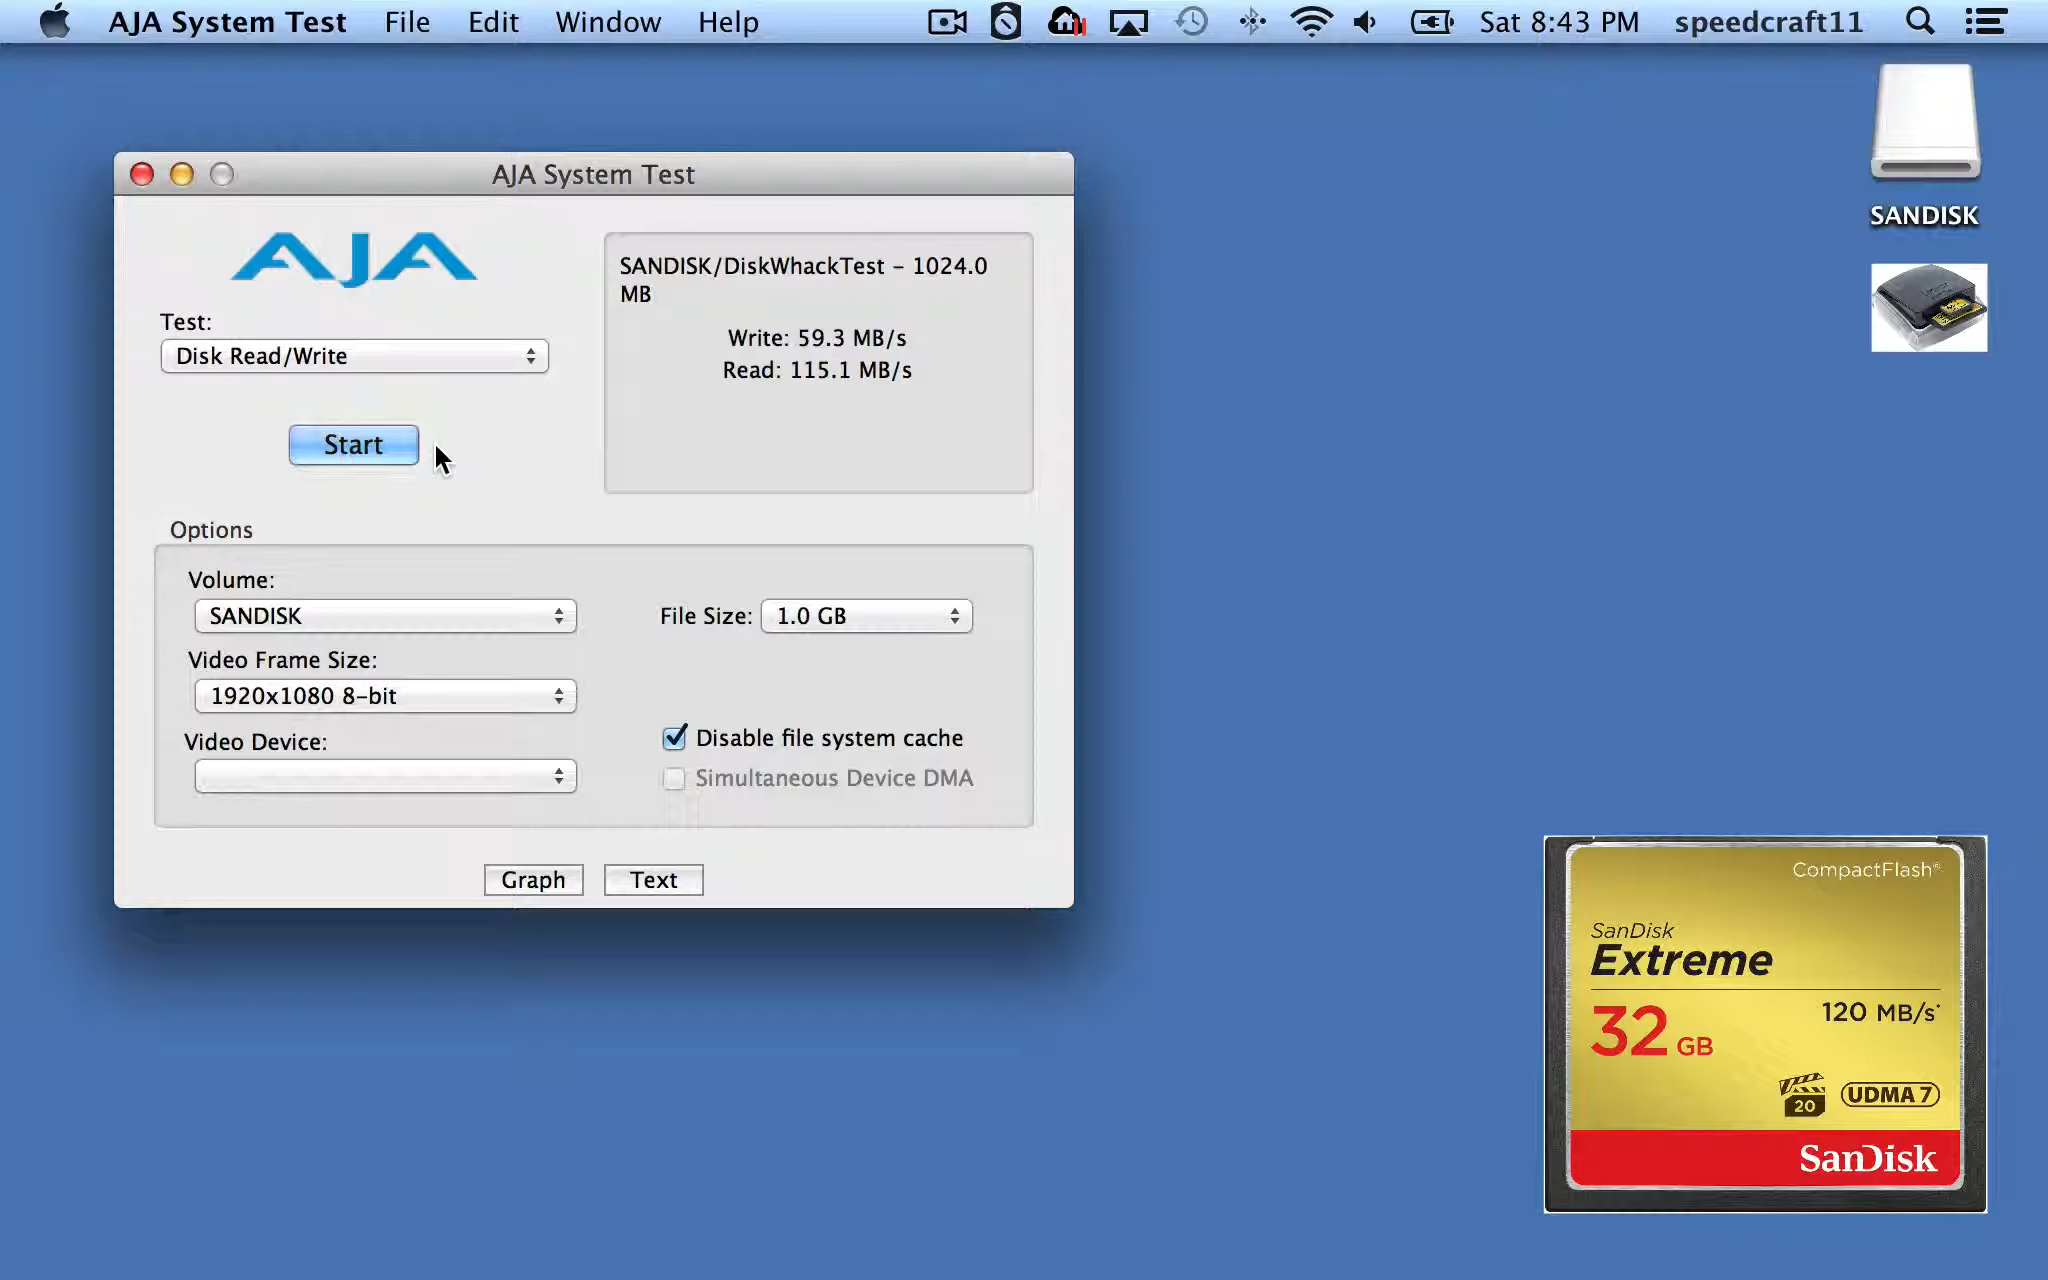 AJA System Test File Edit Window Help Sat 8:43 PM speedcraft11
SANDISK
AJA System Test
AJA
Test:
Disk Read/Write
Start
SANDISK/DiskWhackTest - 1024.0
MB
Write: 59.3 MB/s
Read: 115.1 MB/s
Options
Volume:
SANDISK
File Size: 1.0 GB
Video Frame Size:
1920x1080 8-bit
Video Device:
Disable file system cache
Simultaneous Device DMA
Graph Text
CompactFlash®
SanDisk
Extreme
32 GB 120 MB/s*
20 UDMA 7
SanDisk